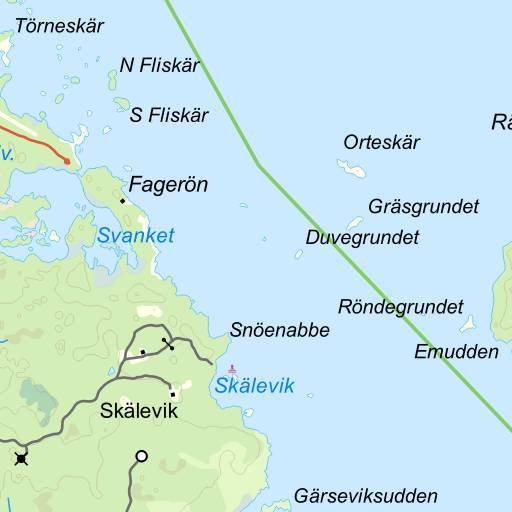 Törneskär
N Fliskär
S Fliskär
Orteskär
v.
Fagerön
Gräsgrundet
Svanket
Duvegrundet
Röndegrundet
Snöenabbe
Emudden
Skälevik
Skälevik
Gärseviksudden